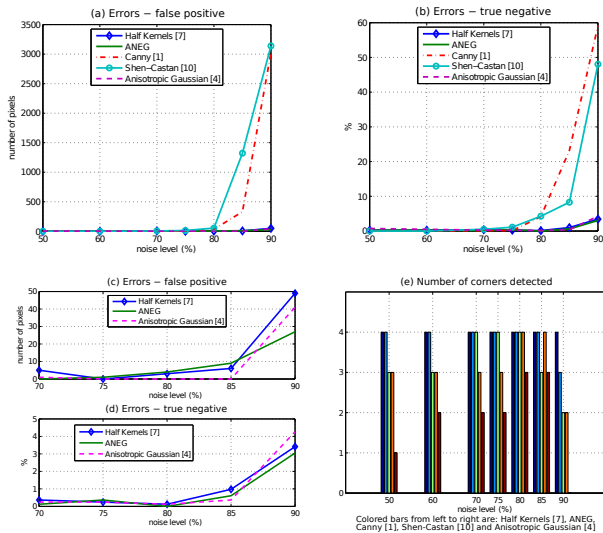 (a) Errors − false positive
number of pixels
3500
3000
2500
2000
1500
1000
500
0
50
60
70
75
80
85
90
noise level (%)
Half Kernels [7]
ANEG
Canny [1]
Shen−Castan [10]
Anisotropic Gaussian [4]
(b) Errors − true negative
%
60
50
40
30
20
10
0
50
60
70
75
80
85
90
noise level (%)
Half Kernels [7]
ANEG
Canny [1]
Shen−Castan [10]
Anisotropic Gaussian [4]
(c) Errors − false positive
number of pixels
50
40
30
20
10
0
70
75
80
85
90
noise level (%)
Half Kernels [7]
ANEG
Anisotropic Gaussian [4]
(d) Errors − true negative
%
5
4
3
2
1
0
70
75
80
85
90
noise level (%)
Half Kernels [7]
ANEG
Anisotropic Gaussian [4]
(e) Number of corners detected
4
3
2
1
0
50
60
70
75
80
85
90
noise level (%)
Colored bars from left to right are: Half Kernels [7], ANEG,
Canny [1], Shen-Castan [10] and Anisotropic Gaussian [4]